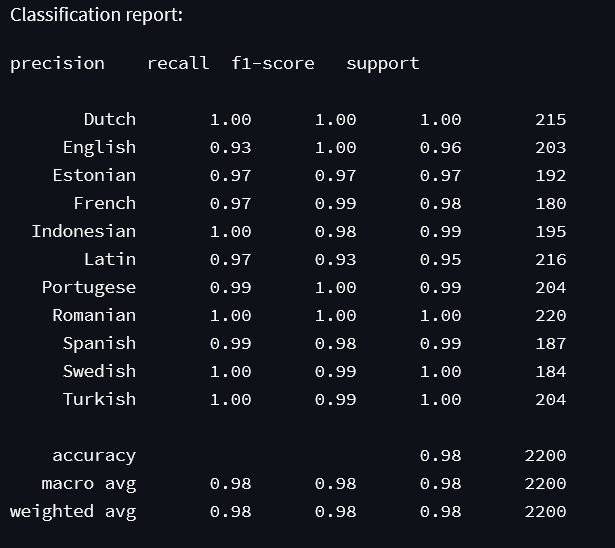 Classification report:
precision recall f1-score support
Dutch 1.00 1.00 1.00 215
English 0.93 1.00 0.96 203
Estonian 0.97 0.97 0.97 192
French 0.97 0.99 0.98 180
Indonesian 1.00 0.98 0.99 195
Latin 0.97 0.93 0.95 216
Portugese 0.99 1.00 0.99 204
Romanian 1.00 1.00 1.00 220
Spanish 0.99 0.98 0.99 187
Swedish 1.00 0.99 1.00 184
Turkish 1.00 0.99 1.00 204
accuracy 0.98 2200
macro avg 0.98 0.98 0.98 2200
weighted avg 0.98 0.98 0.98 2200